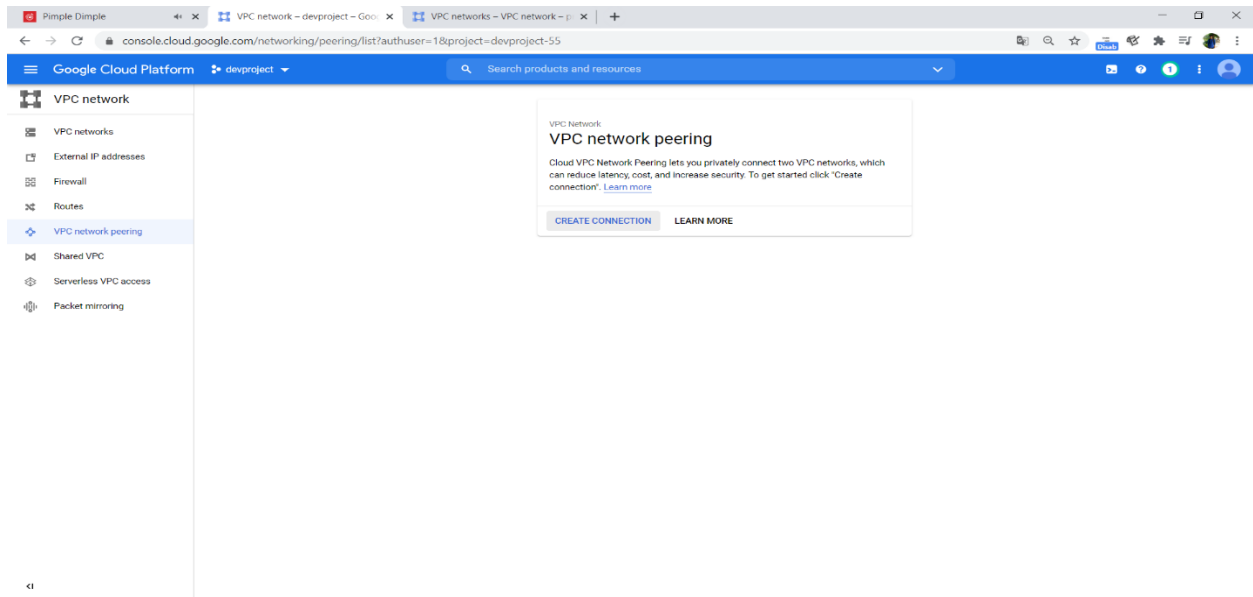 Pimple Dimple
VPC network – devproject – Goo
VPC networks – VPC network – p
console.cloud.google.com/networking/peering/list?authuser=1&project=devproject-55
Disab
Google Cloud Platform
devproject
Search products and resources
1
VPC network
VPC networks
External IP addresses
Firewall
Routes
VPC network peering
Shared VPC
Serverless VPC access
Packet mirroring
VPC Network
VPC network peering
Cloud VPC Network Peering lets you privately connect two VPC networks, which
can reduce latency, cost, and increase security. To get started click "Create
connection". Learn more
CREATE CONNECTION LEARN MORE